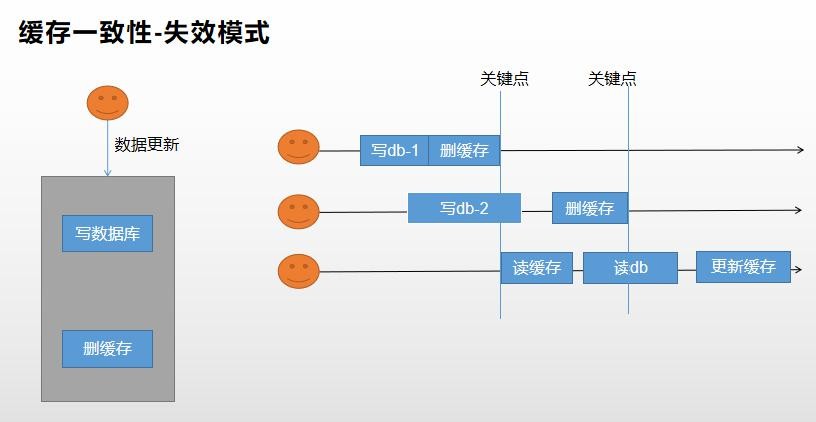 缓存一致性-失效模式
关键点
关键点
数据更新
写db-1
删缓存
写数据库
写db-2
删缓存
读缓存
读db
更新缓存
删缓存